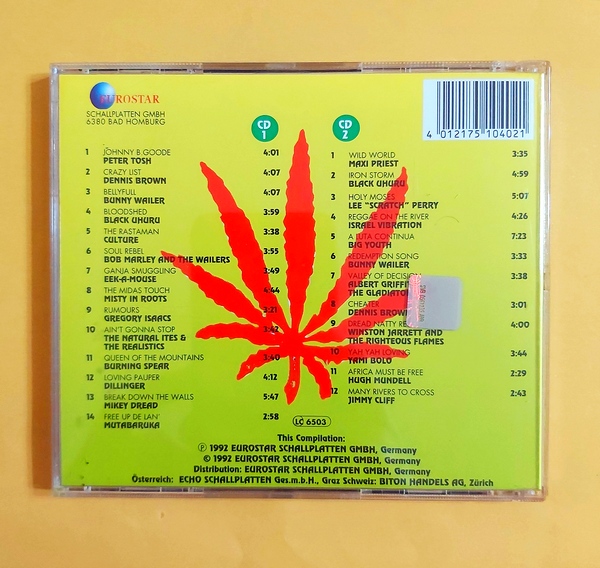 EUROSTAR
SCHALLPLATTEN GMBH
6380 BAD HOMBURG
4 012175 104021
CD 1
1 JOHNNY B.GOODE 4:01
PETER TOSH
2 CRAZY LIST 4:07
DENNIS BROWN
3 BELLYFULL 4:07
BUNNY WAILER
4 BLOODSHED 3:59
BLACK UHURU
5 THE RASTAMAN 3:38
CULTURE
6 SOUL REBEL 3:55
BOB MARLEY AND THE WAILERS
7 GANJA SMUGGLING 3:49
EEK-A-MOUSE
8 THE MIDAS TOUCH 4:44
MISTY IN ROOTS
9 RUMOURS 3:21
GREGORY ISAACS
10 AIN'T GONNA STOP 3:42
THE NATURAL ITES &
THE REALISTICS
11 QUEEN OF THE MOUNTAINS 3:40
BURNING SPEAR
12 LOVING PAUPER 4:12
DILLINGER
13 BREAK DOWN THE WALLS 5:47
MIKEY DREAD
14 FREE UP DE LAN' 2:58
MUTABARUKA
CD 2
1 WILD WORLD 3:35
MAXI PRIEST
2 IRON STORM 4:59
BLACK UHURU
3 HOLY MOSES 5:07
LEE "SCRATCH" PERRY
4 REGGAE ON THE RIVER 4:26
ISRAEL VIBRATION
5 A LUTA CONTINUA 7:23
BIG YOUTH
6 REDEMPTION SONG 3:33
BUNNY WAILER
7 VALLEY OF DECISION 3:38
ALBERT GRIFFI
THE GLADIATO
8 CHEATER 3:01
DENNIS BROWN
9 DREAD NATTY 4:00
WINSTON JARRETT AND
THE RIGHTEOUS FLAMES
10 YAH YAH LOVING 3:44
YAMI BOLO
11 AFRICA MUST BE FREE 2:29
HUGH MUNDELL
12 MANY RIVERS TO CROSS 2:43
JIMMY CLIFF
LC 6503
This Compilation:
℗ 1992 EUROSTAR SCHALLPLATTEN GMBH, Germany
© 1992 EUROSTAR SCHALLPLATTEN GMBH, Germany
Distribution: EUROSTAR SCHALLPLATTEN GMBH, Germany
Österreich: ECHO SCHALLPLATTEN Ges.m.b.H., Graz Schweiz: BITON HANDELS AG, Zürich